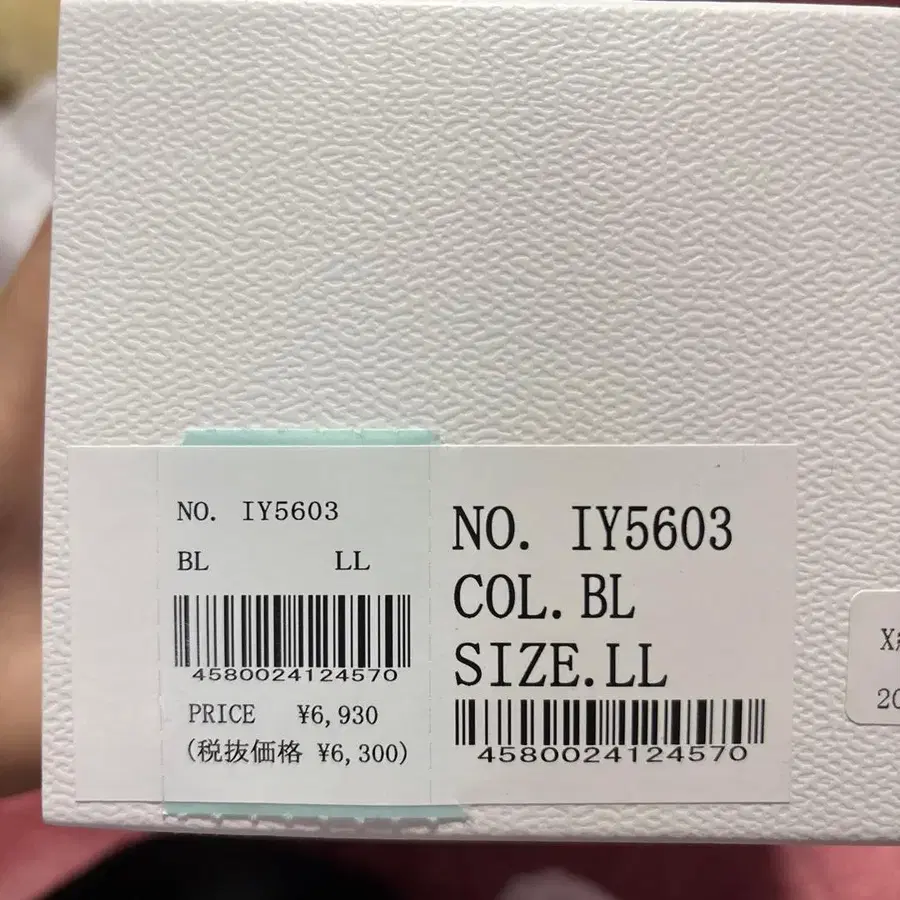 NO. IY5603
BL LL
4580024124570
PRICE ¥6,930
(税抜価格 ¥6,300)
NO. IY5603
COL. BL
SIZE. LL
4580024124570
X
20